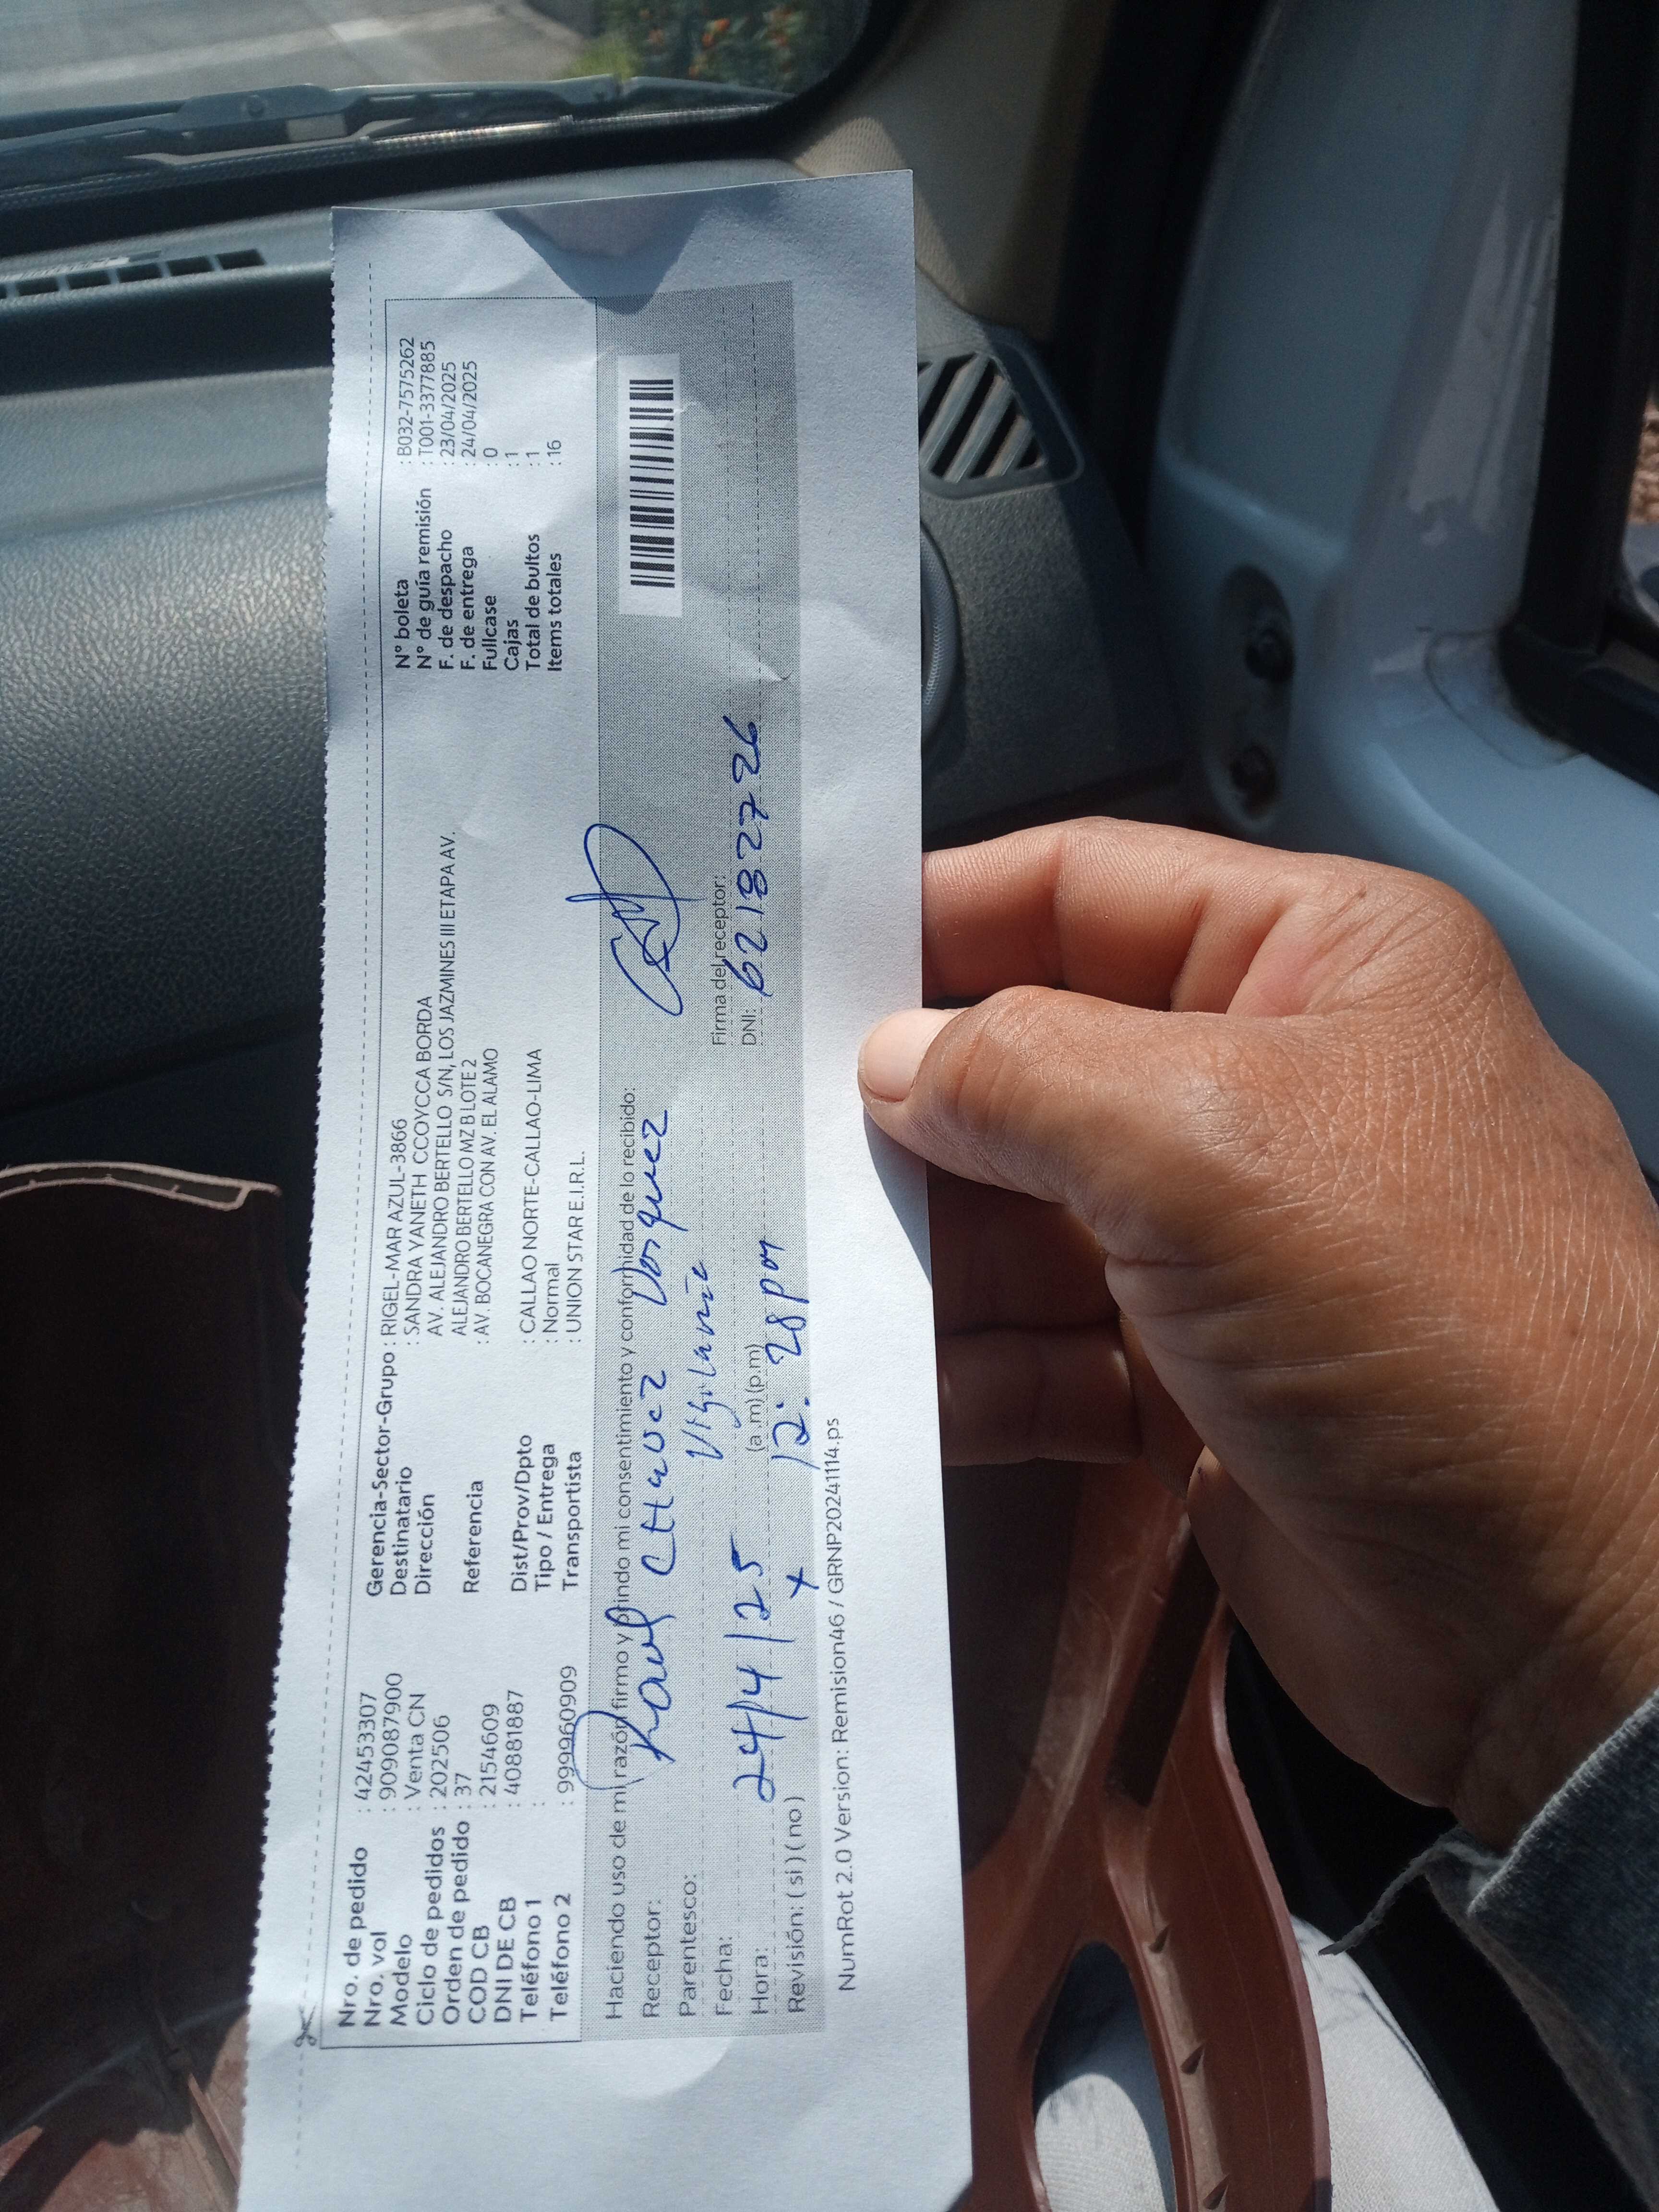 Nro. de pedido : 42453307
Nro. vol : 909087900
Modelo : Venta CN
Ciclo de pedidos : 202506
Orden de pedido : 37
COD CB : 2154609
DNI DE CB : 40881887
Teléfono 1 :
Teléfono 2 : 999960909
Gerencia-Sector-Grupo : RIGEL-MAR AZUL-3866
Destinatario : SANDRA YANETH CCOYCCA BORDA
Dirección AV. ALEJANDRO BERTELLO S/N, LOS JAZMINES III ETAPA AV.
ALEJANDRO BERTELLO MZ B LOTE 2
Referencia : AV. BOCANEGRA CON AV. EL ALAMO
Dist/Prov/Dpto : CALLAO NORTE-CALLAO-LIMA
Tipo / Entrega : Normal
Transportista : UNION STAR E.I.R.L.
N° boleta : B032-7575262
N° de guía remisión : T001-3377885
F. de despacho : 23/04/2025
F. de entrega : 24/04/2025
Fullcase : 0
Cajas : 1
Total de bultos : 1
Items totales : 16
Haciendo uso de mi razón firmo y brindo mi consentimiento y conformidad de lo recibido:
Receptor: Raul CHavez
Parentesco:
Fecha: 24/4/25
Hora: (a.m) (p.m) 12:28 pm
Revisión: ( si ) ( no )
Firma del receptor:
DNI: 62182726
NumRot 2.0 Version: Remision46 / GRNP20241114.ps